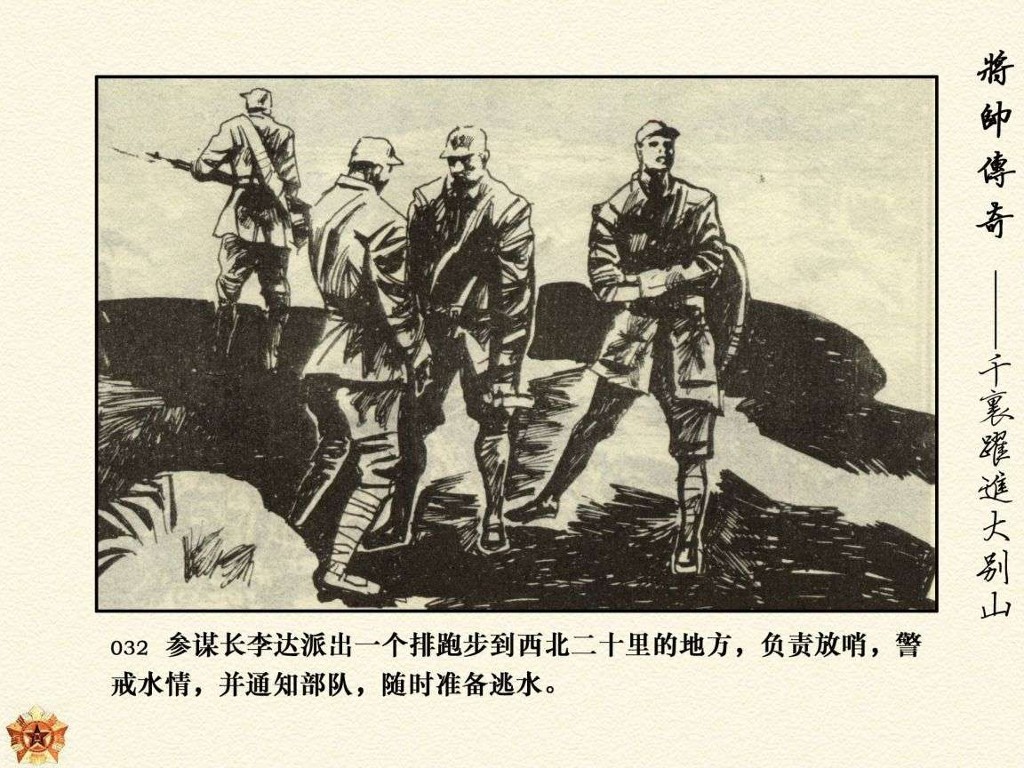 將帥傳奇——千裏躍進大别山
032 参谋长李达派出一个排跑步到西北二十里的地方，负责放哨，警
戒水情，并通知部队，随时准备逃水。